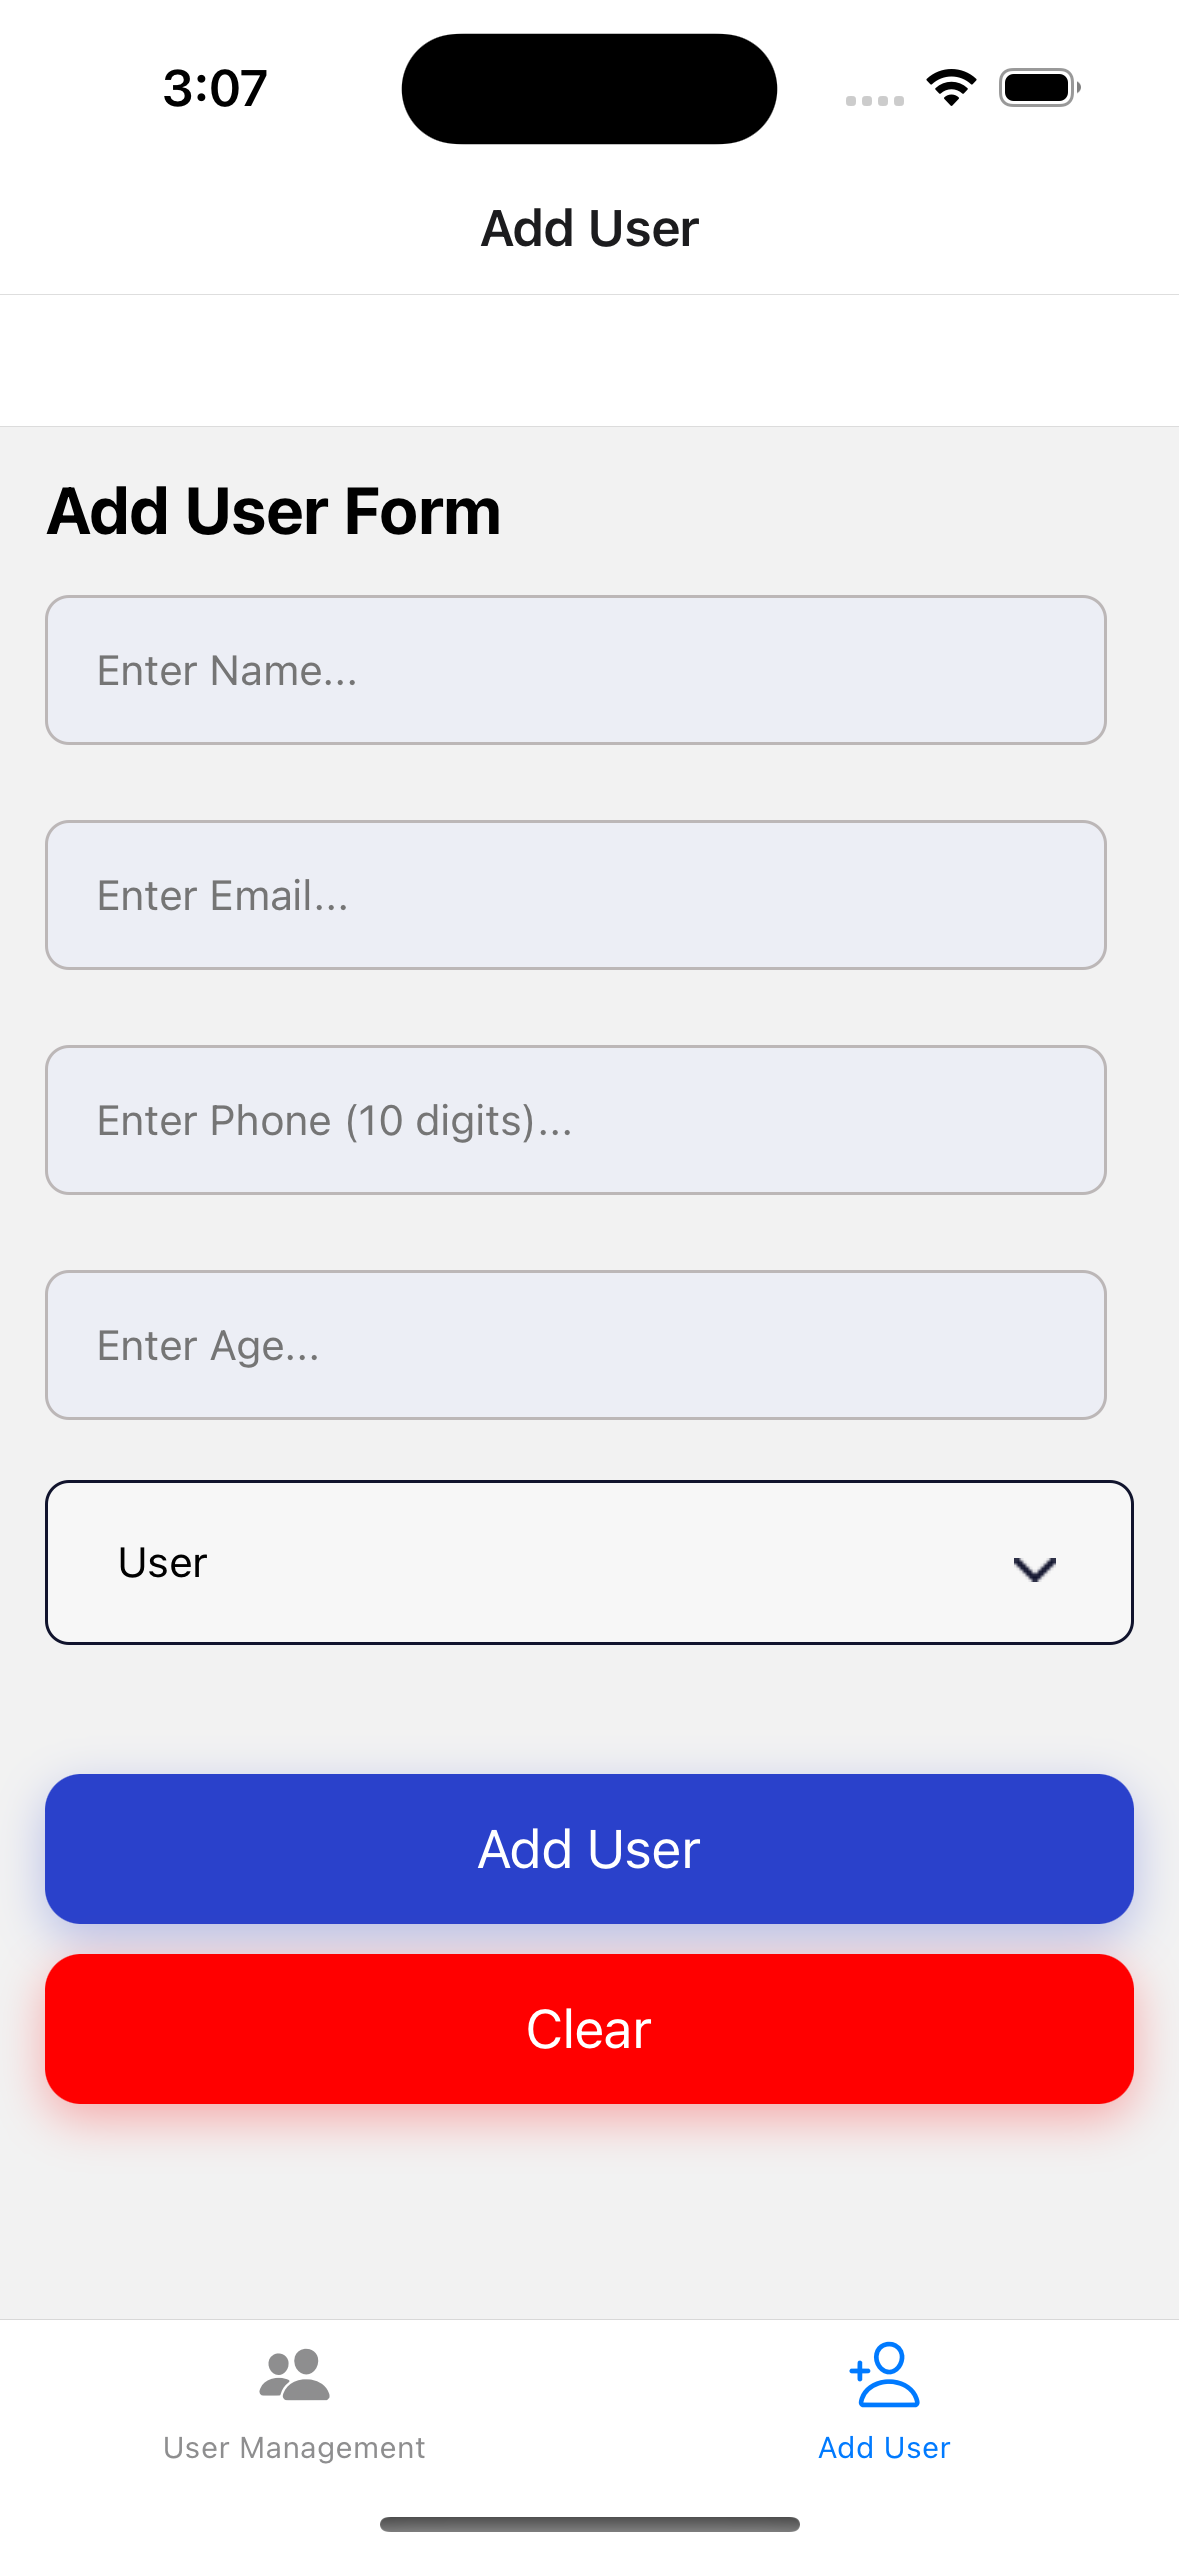 3:07
Add User
Add User Form
Enter Name...
Enter Email...
Enter Phone (10 digits)...
Enter Age...
User
Add User
Clear
User Management
Add User